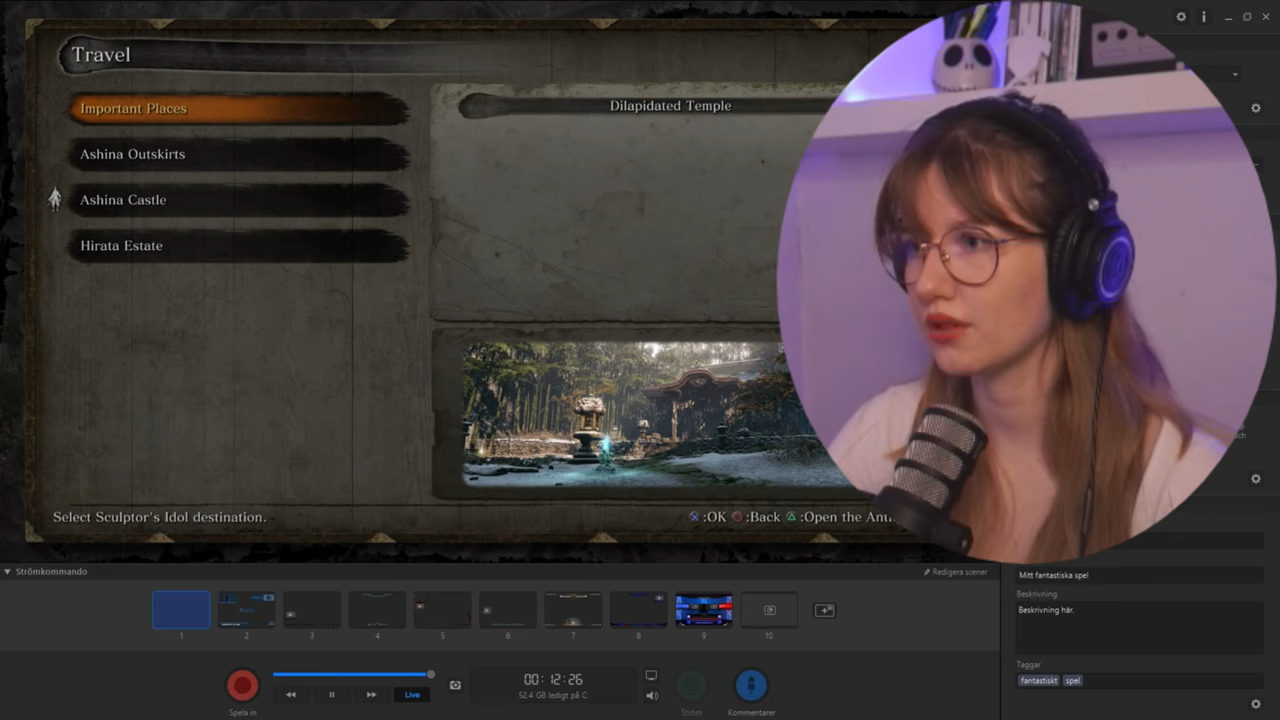 Travel
Important Places
Ashina Outskirts
Ashina Castle
Hirata Estate
Dilapidated Temple
Select Sculptor's Idol destination.
:OK :Back :Open the
Strömkommando
Redigera scener
1 2 3 4 5 6 7 8 9 10
00:12:26
52.4 GB ledigt på C:
Live
Spela in
Ström
Kommentarer
Mitt fantastiska spel
Beskrivning
Beskrivning här.
Taggar
fantastiskt spel